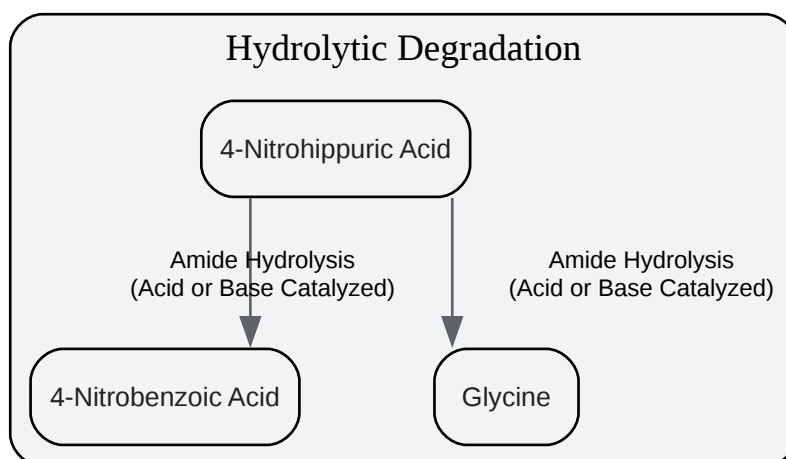 Hydrolytic Degradation
4-Nitrohippuric Acid
Amide Hydrolysis
(Acid or Base Catalyzed)
Amide Hydrolysis
(Acid or Base Catalyzed)
4-Nitrobenzoic Acid
Glycine